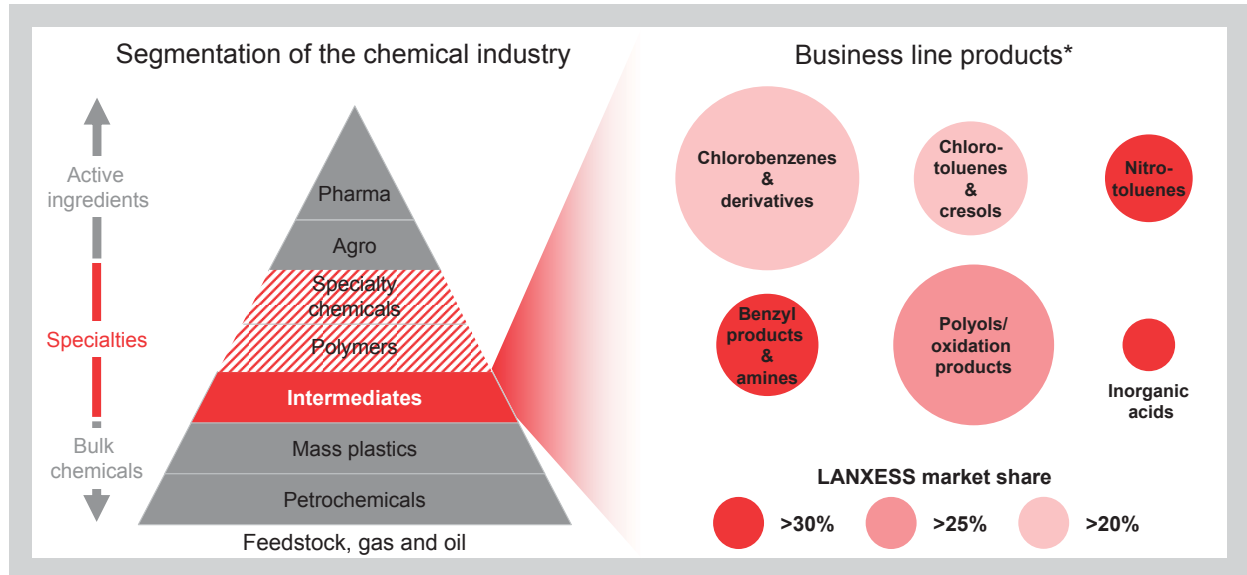 Segmentation of the chemical industry
Active
ingredients
Specialties
Bulk
chemicals
Pharma
Agro
Specialty
chemicals
Polymers
Intermediates
Mass plastics
Petrochemicals
Feedstock, gas and oil
Business line products*
Chlorobenzenes
&
derivatives
Chloro-
toluenes
&
cresols
Nitro-
toluenes
Benzyl
products
&
amines
Polyols/
oxidation
products
Inorganic
acids
LANXESS market share
>30%
>25%
>20%